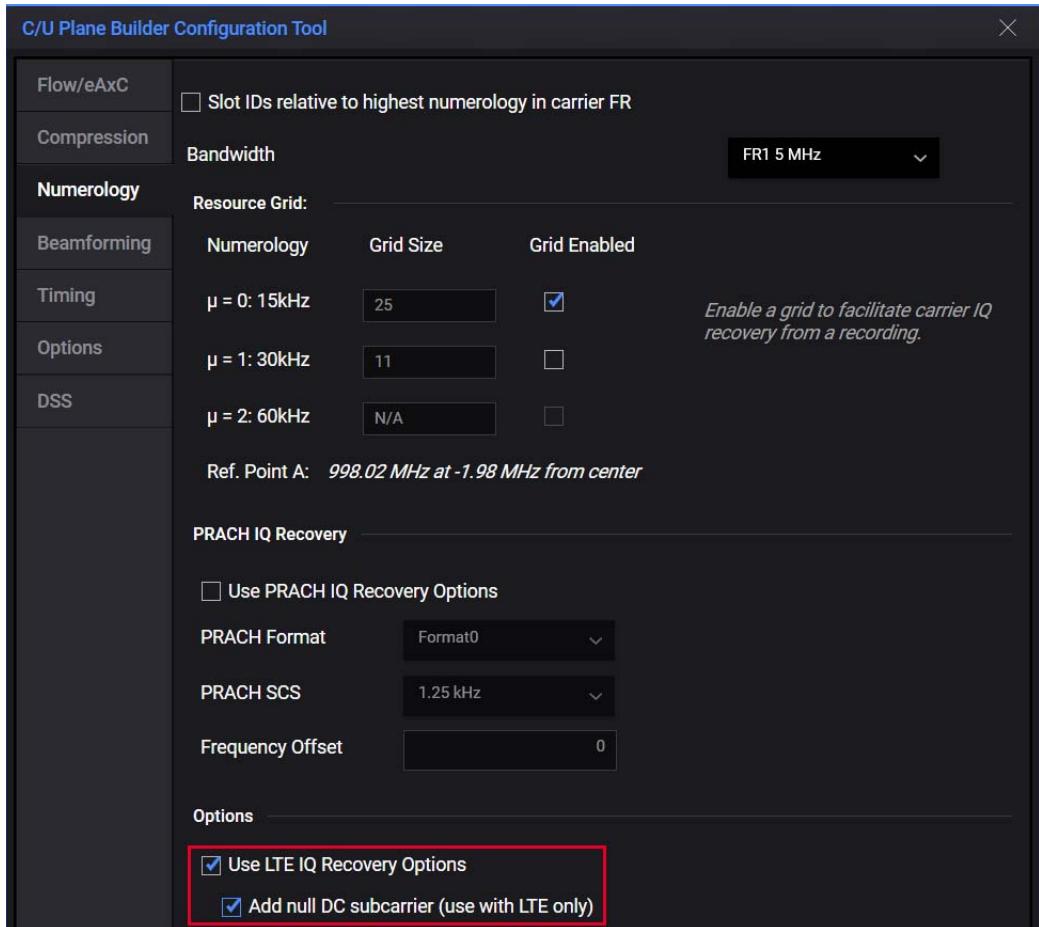 C/U Plane Builder Configuration Tool
Flow/eAxC
Compression
Numerology
Beamforming
Timing
Options
DSS
Slot IDs relative to highest numerology in carrier FR
Bandwidth FR1 5 MHz
Resource Grid:
Numerology Grid Size Grid Enabled
μ = 0: 15kHz 25
Enable a grid to facilitate carrier IQ
recovery from a recording.
μ = 1: 30kHz 11
μ = 2: 60kHz N/A
Ref. Point A: 998.02 MHz at -1.98 MHz from center
PRACH IQ Recovery
Use PRACH IQ Recovery Options
PRACH Format Format0
PRACH SCS 1.25 kHz
Frequency Offset 0
Options
Use LTE IQ Recovery Options
Add null DC subcarrier (use with LTE only)